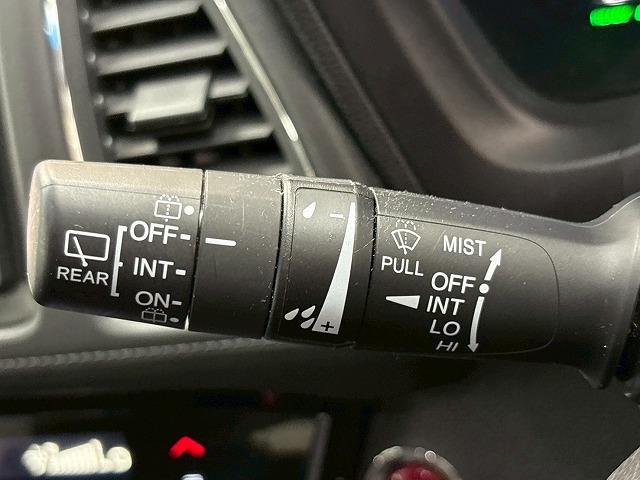 REAR
OFF
INT
ON
- 
+
PULL
MIST
OFF
INT
LO
HI